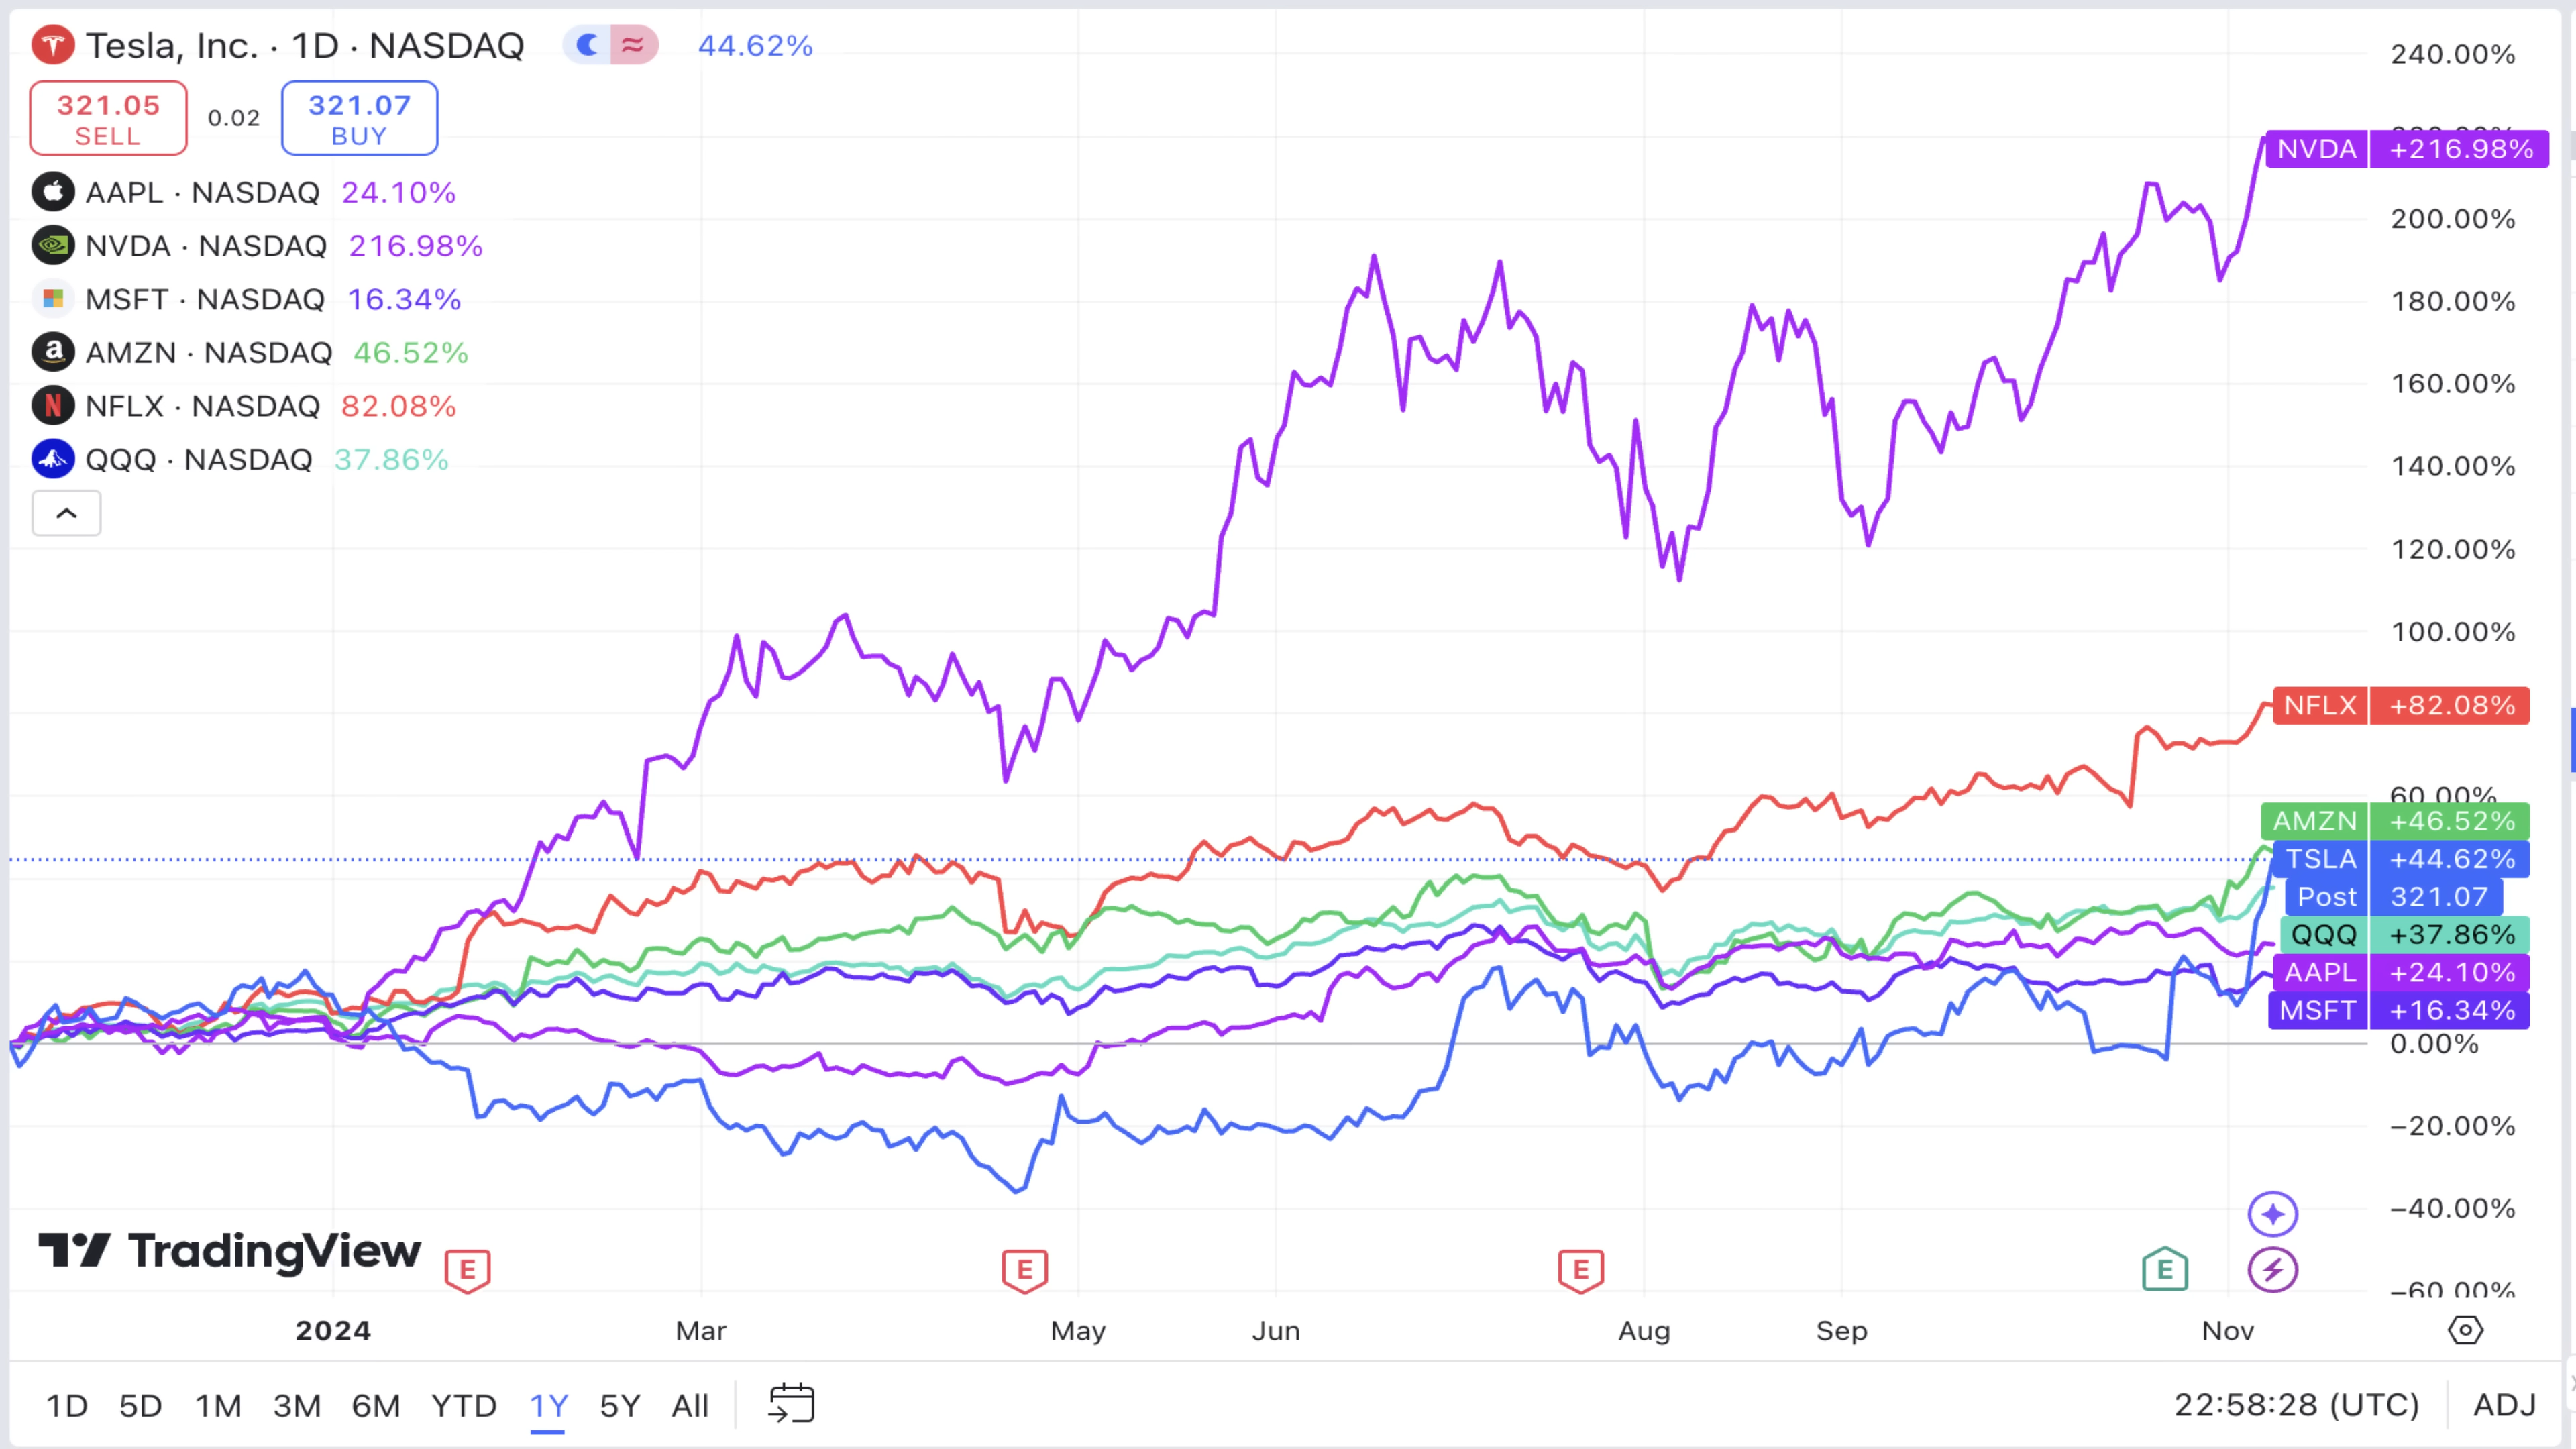 Tesla, Inc. · 1D · NASDAQ 44.62%
321.05 SELL 0.02 321.07 BUY
AAPL · NASDAQ 24.10%
NVDA · NASDAQ 216.98%
MSFT · NASDAQ 16.34%
AMZN · NASDAQ 46.52%
NFLX · NASDAQ 82.08%
QQQ · NASDAQ 37.86%
240.00%
NVDA +216.98%
200.00%
180.00%
160.00%
140.00%
120.00%
100.00%
NFLX +82.08%
60.00%
AMZN +46.52%
TSLA +44.62%
Post 321.07
QQQ +37.86%
AAPL +24.10%
MSFT +16.34%
0.00%
−20.00%
−40.00%
−60.00%
TradingView
E E E E
2024 Mar May Jun Aug Sep Nov
1D 5D 1M 3M 6M YTD 1Y 5Y All 22:58:28 (UTC) ADJ